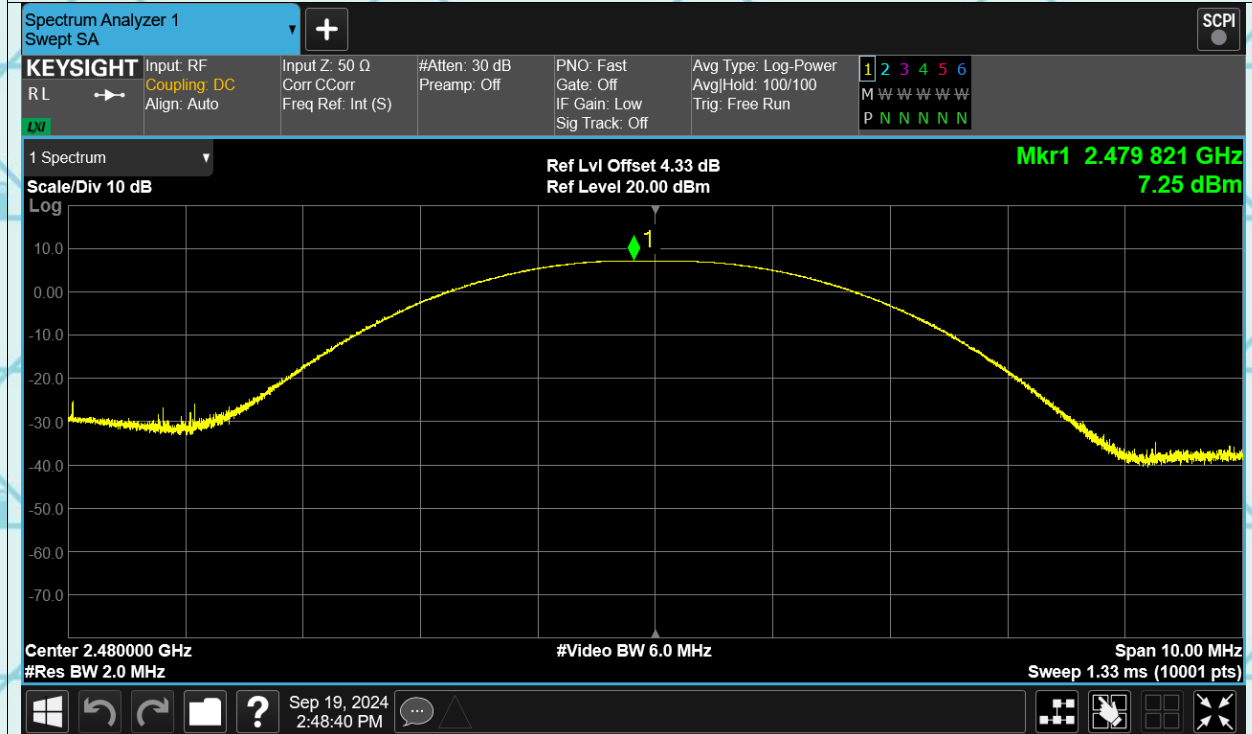 Spectrum Analyzer 1
Swept SA
+
SCPI
KEYSIGHT
R L
LXI
Input: RF
Coupling: DC
Align: Auto
Input Z: 50 Ω
Corr CCorr
Freq Ref: Int (S)
#Atten: 30 dB
Preamp: Off
PNO: Fast
Gate: Off
IF Gain: Low
Sig Track: Off
Avg Type: Log-Power
Avg|Hold: 100/100
Trig: Free Run
1 2 3 4 5 6
M W W W W W
P N N N N N
1 Spectrum
Scale/Div 10 dB
Log
Ref Lvl Offset 4.33 dB
Ref Level 20.00 dBm
Mkr1 2.479 821 GHz
7.25 dBm
1
10.0
0.00
-10.0
-20.0
-30.0
-40.0
-50.0
-60.0
-70.0
Center 2.480000 GHz
#Video BW 6.0 MHz
Span 10.00 MHz
#Res BW 2.0 MHz
Sweep 1.33 ms (10001 pts)
?
Sep 19, 2024
2:48:40 PM